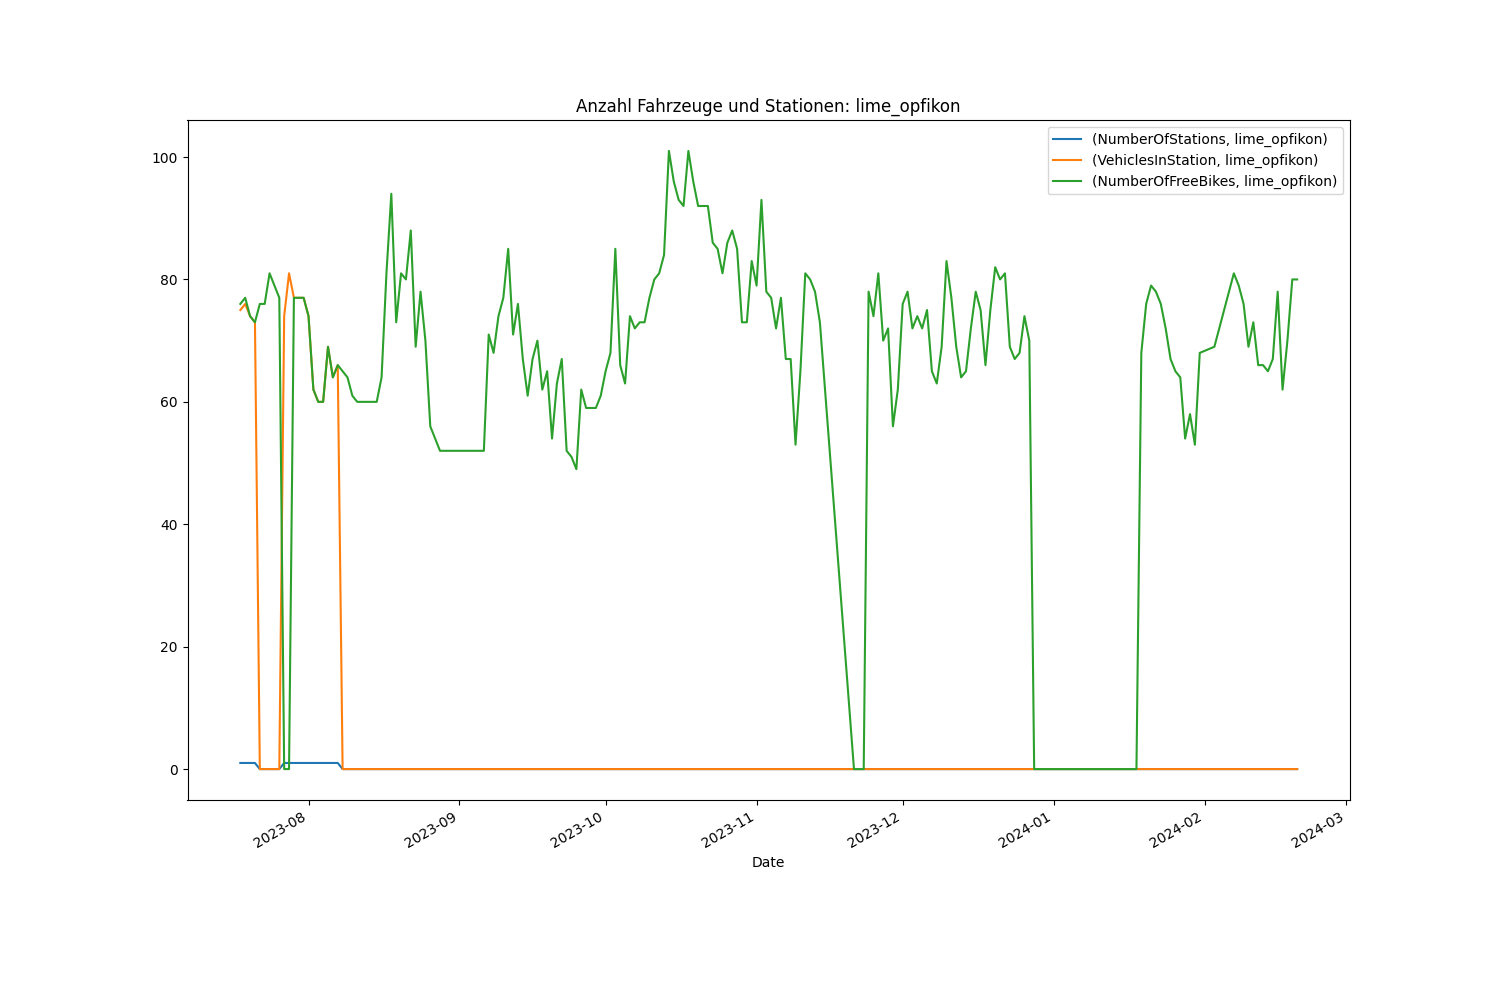 Anzahl Fahrzeuge und Stationen: lime_opfikon
(NumberOfStations, lime_opfikon)
(VehiclesInStation, lime_opfikon)
(NumberOfFreeBikes, lime_opfikon)
100
80
60
40
20
0
2023-08
2023-09
2023-10
2023-11
2023-12
2024-01
2024-02
2024-03
Date